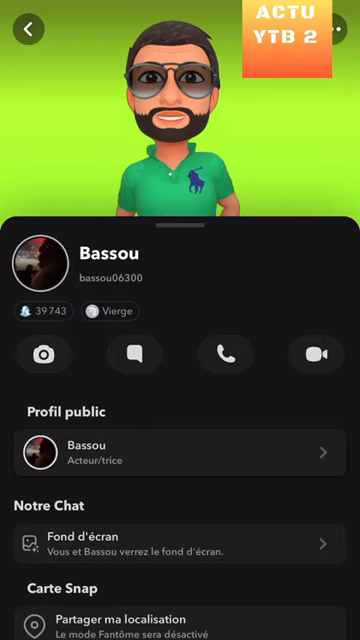 ACTU
YTB 2
Bassou
bassou06300
39 743
Vierge
Profil public
Bassou
Acteur/trice
Notre Chat
Fond d'écran
Vous et Bassou verrez le fond d'écran.
Carte Snap
Partager ma localisation
Le mode Fantôme sera désactivé